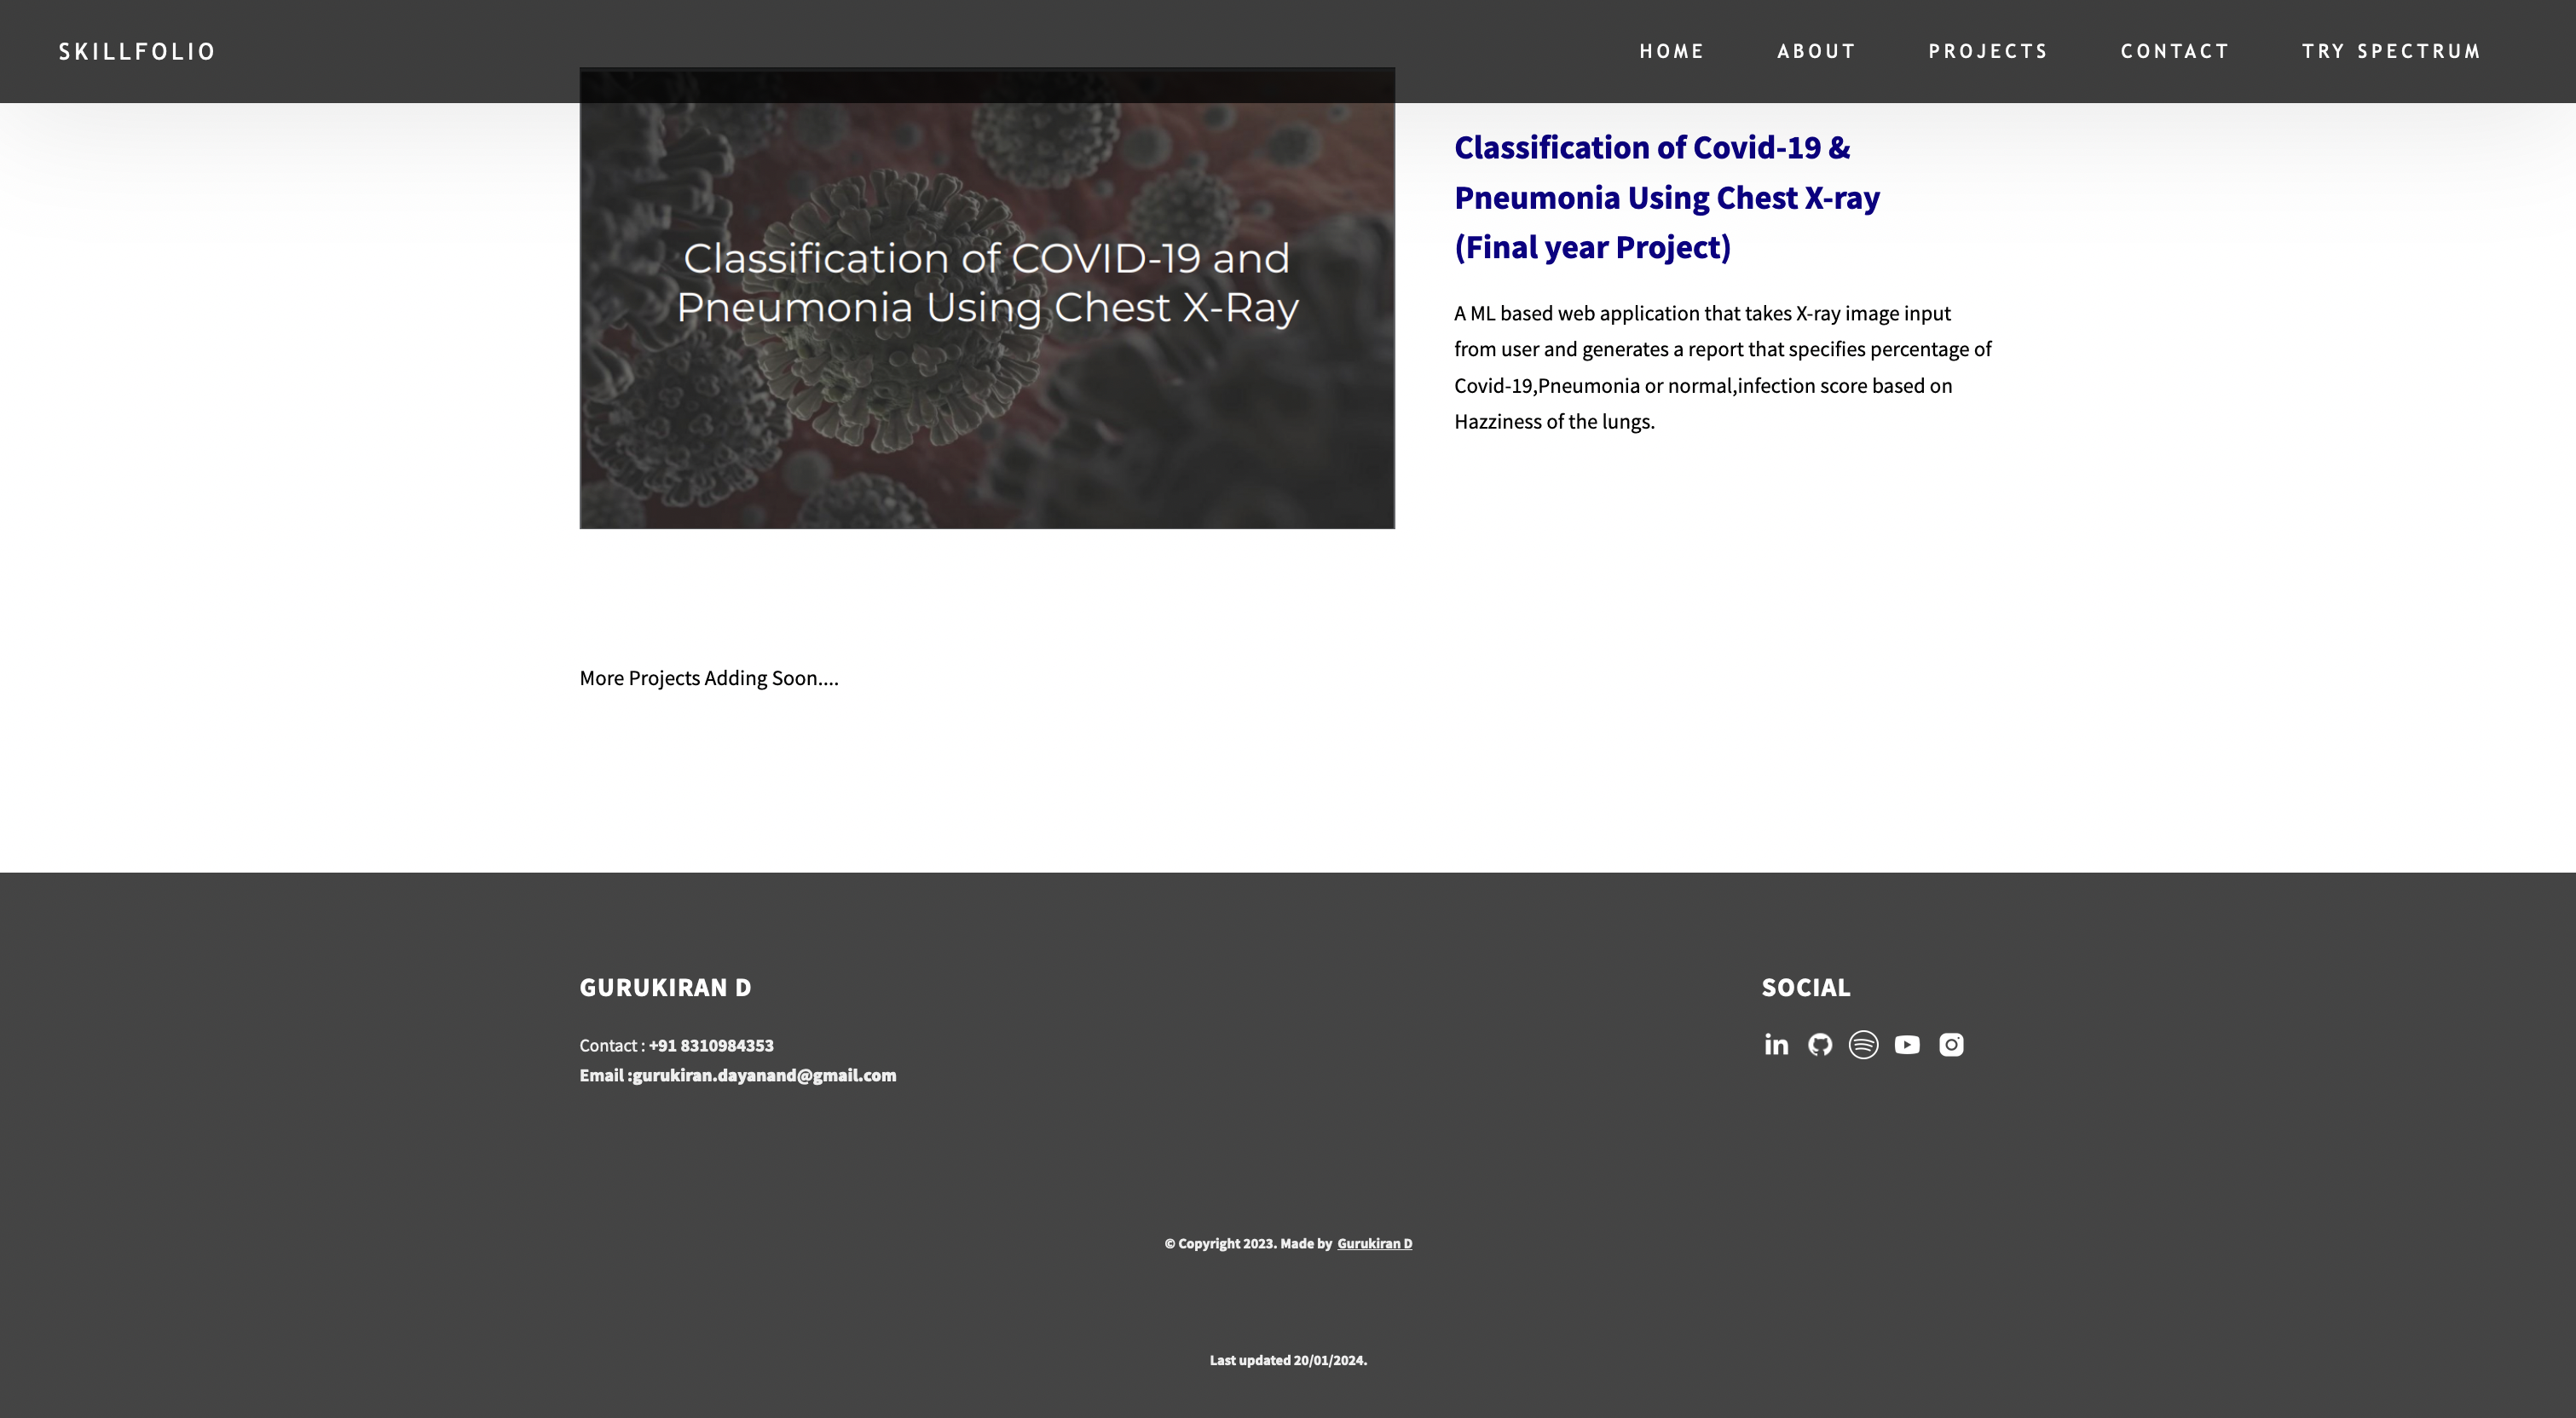 SKILLFOLIO
HOME ABOUT PROJECTS CONTACT TRY SPECTRUM
Classification of COVID-19 and
Pneumonia Using Chest X-Ray
Classification of Covid-19 &
Pneumonia Using Chest X-ray
(Final year Project)
A ML based web application that takes X-ray image input
from user and generates a report that specifies percentage of
Covid-19,Pneumonia or normal,infection score based on
Hazziness of the lungs.
More Projects Adding Soon....
GURUKIRAN D
Contact : +91 8310984353
Email :gurukiran.dayanand@gmail.com
SOCIAL
in
© Copyright 2023. Made by Gurukiran D
Last updated 20/01/2024.